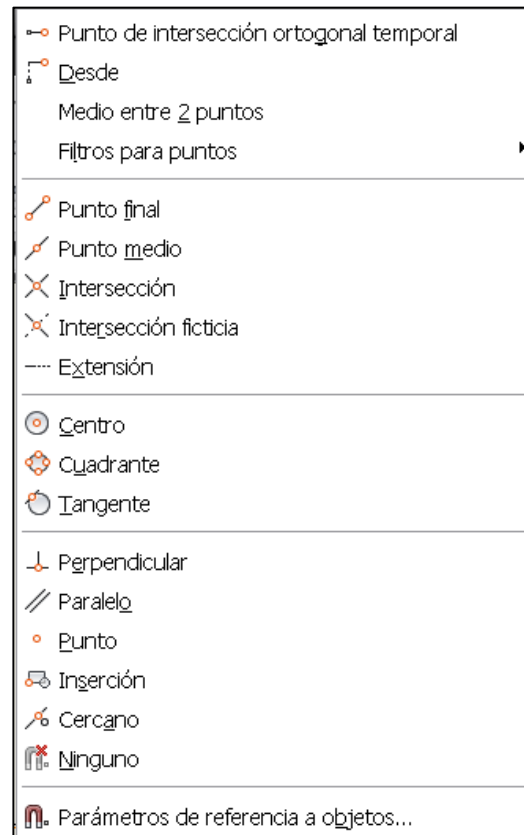 Punto de intersección ortogonal temporal
Desde
Medio entre 2 puntos
Filtros para puntos
Punto final
Punto medio
Intersección
Intersección ficticia
Extensión
Centro
Cuadrante
Tangente
Perpendicular
Paralelo
Punto
Inserción
Cercano
Ninguno
Parámetros de referencia a objetos...